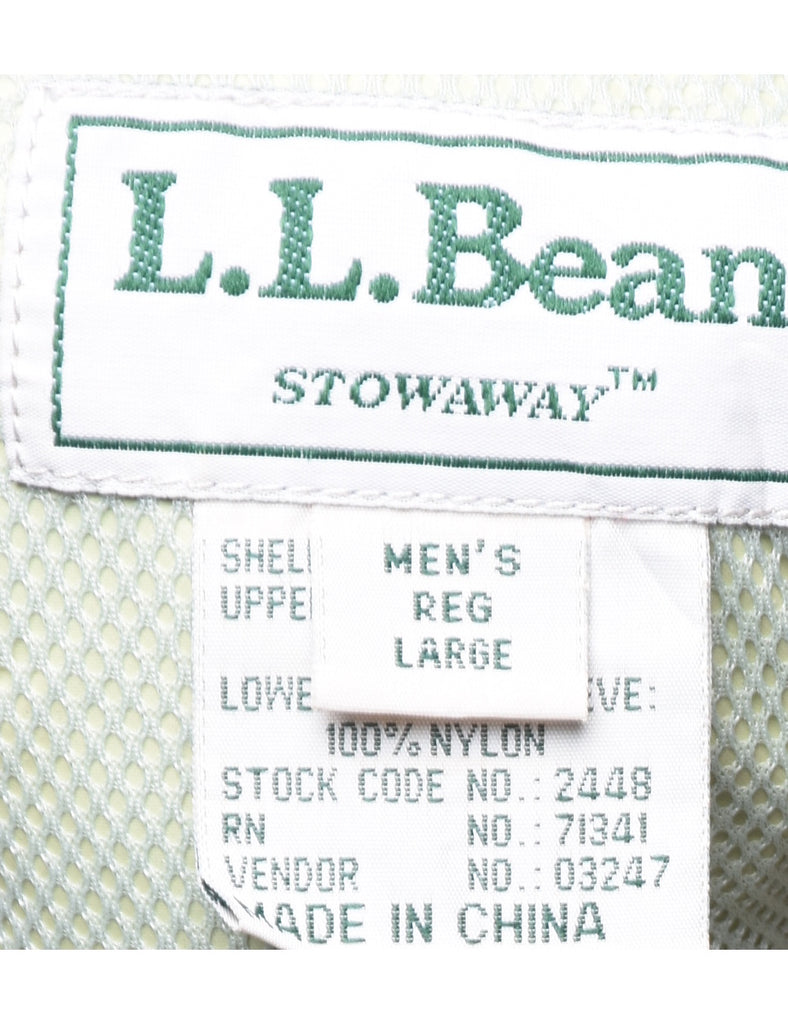 L.L.Bean
STOWAWAY™
MEN'S
REG
LARGE
SHEL
UPPE
LOWE EVE:
100% NYLON
STOCK CODE NO.: 2448
RN NO.: 71341
VENDOR NO.: 03247
MADE IN CHINA